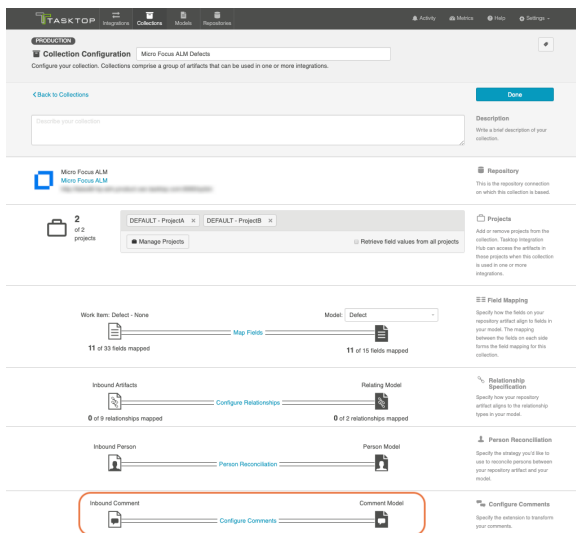 TASKTOP
Integrations
Collections
Models
Repositories
Activity
Metrics
Help
Settings
PRODUCTION
Collection Configuration
Micro Focus ALM Defects
Configure your collection. Collections comprise a group of artifacts that can be used in one or more integrations.
Back to Collections
Done
Describe your collection
Description
Write a brief description of your
collection.
Micro Focus ALM
Micro Focus ALM
Repository
This is the repository connection
on which this collection is based.
2
of 2
projects
DEFAULT - ProjectA ×
DEFAULT - ProjectB ×
Manage Projects
Retrieve field values from all projects
Projects
Add or remove projects from the
collection. Tasktop Integration
Hub can access the artifacts in
these projects when this collection
is used in one or more
integrations.
Work Item: Defect - None
Model: Defect
Map Fields
11 of 33 fields mapped
11 of 15 fields mapped
Field Mapping
Specify how the fields on your
repository artifact align to fields in
your model. The mapping
between the fields on each side
forms the field mapping for this
collection.
Inbound Artifacts
Relating Model
Configure Relationships
0 of 9 relationships mapped
0 of 2 relationships mapped
Relationship
Specification
Specify how your repository
artifact aligns to the relationship
types in your model.
Inbound Person
Person Model
Person Reconciliation
Person Reconciliation
Specify the strategy you'd like to
use to reconcile persons between
your repository artifact and your
model.
Inbound Comment
Comment Model
Configure Comments
Configure Comments
Specify the extension to transform
your comments.